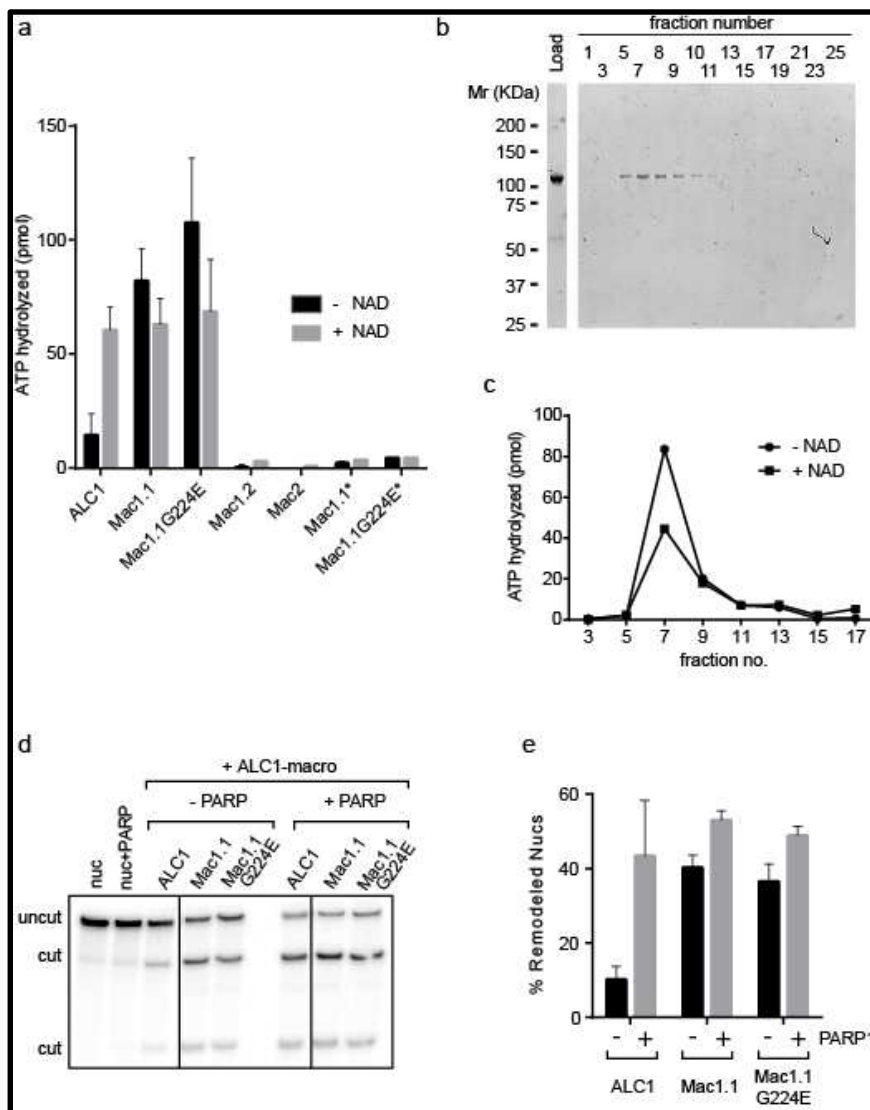 a
150
100
50
0
ATP hydrolyzed (pmol)
- NAD
+ NAD
ALC1
Mac1.1
Mac1.1G224E
Mac1.2
Mac2
Mac1.1*
Mac1.1G224E*
b
fraction number
Load
1 5 8 10 13 17 21 25
3 7 9 11 15 19 23
Mr (KDa)
200
150
100
75
50
37
25
c
100
80
60
40
20
0
ATP hydrolyzed (pmol)
- NAD
+ NAD
3 5 7 9 11 13 15 17
fraction no.
d
+ ALC1-macro
- PARP + PARP
nuc
nuc+PARP
ALC1
Mac1.1
Mac1.1
G224E
ALC1
Mac1.1
Mac1.1
G224E
uncut
cut
cut
e
60
40
20
0
% Remodeled Nucs
- + - + - + PARP1
ALC1 Mac1.1 Mac1.1
G224E